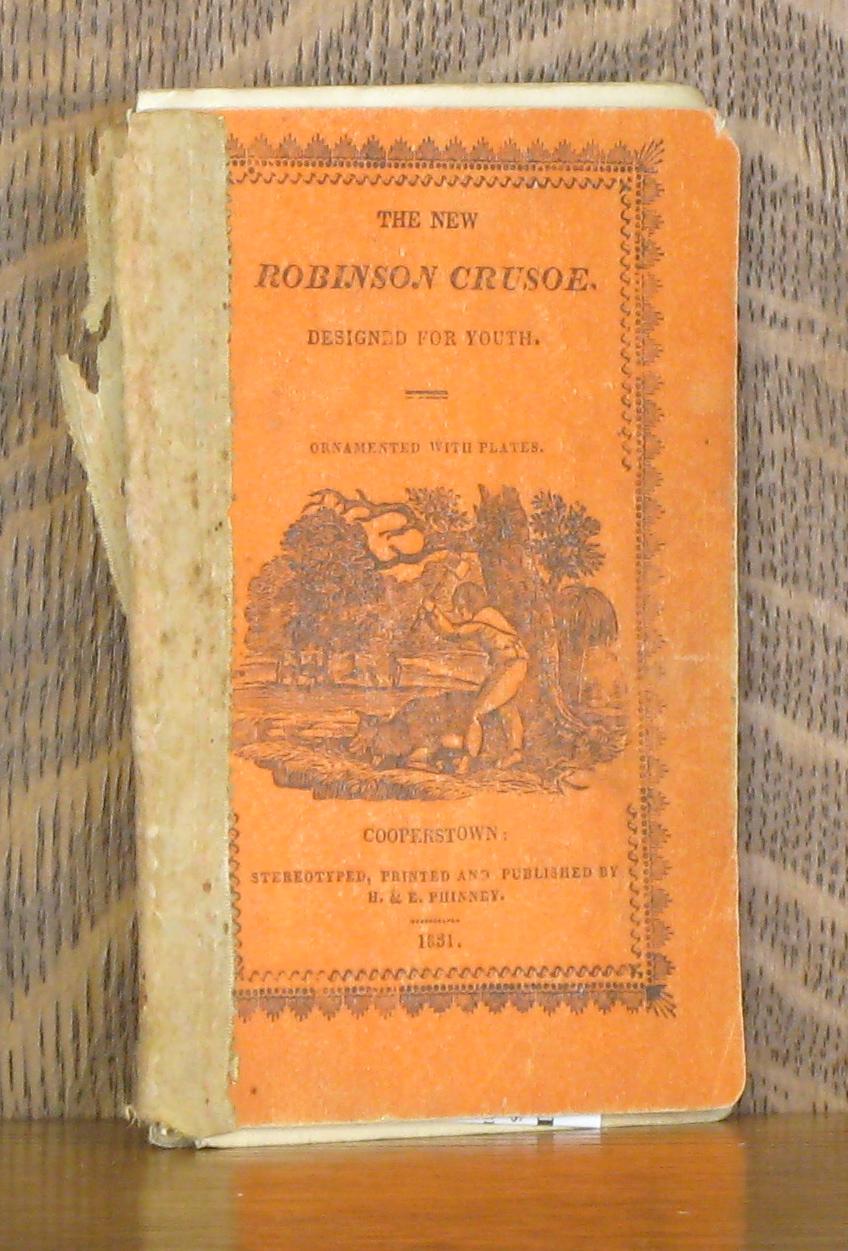 THE NEW
ROBINSON CRUSOE.
DESIGNED FOR YOUTH.
ORNAMENTED WITH PLATES.
COOPERSTOWN:
STEREOTYPED, PRINTED AND PUBLISHED BY
H. & E. PHINNEY.
1831.